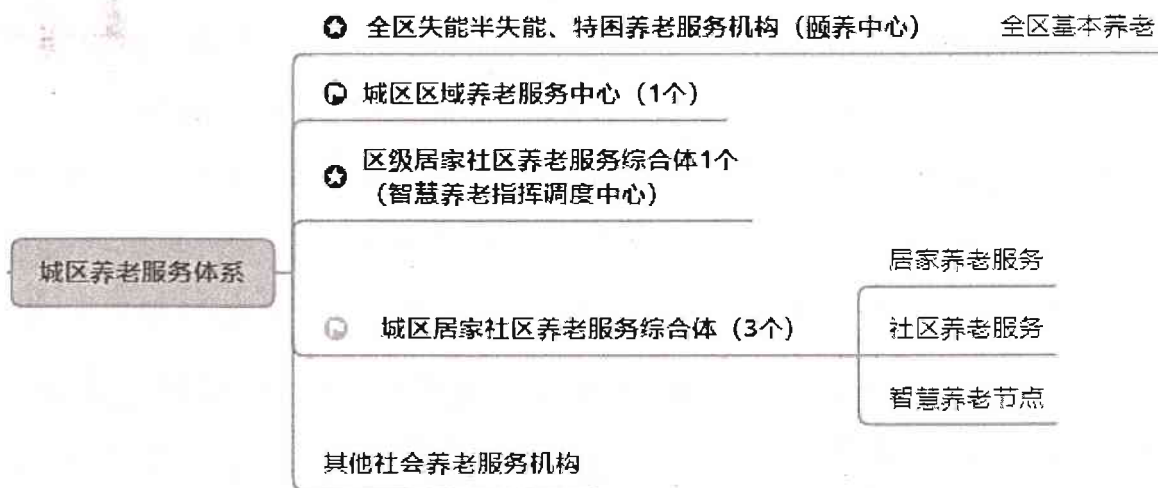 全区失能半失能、特困养老服务机构（颐养中心）
全区基本养老
城区区域养老服务中心（1个）
区级居家社区养老服务综合体1个
（智慧养老指挥调度中心）
城区养老服务体系
城区居家社区养老服务综合体（3个）
居家养老服务
社区养老服务
智慧养老节点
其他社会养老服务机构